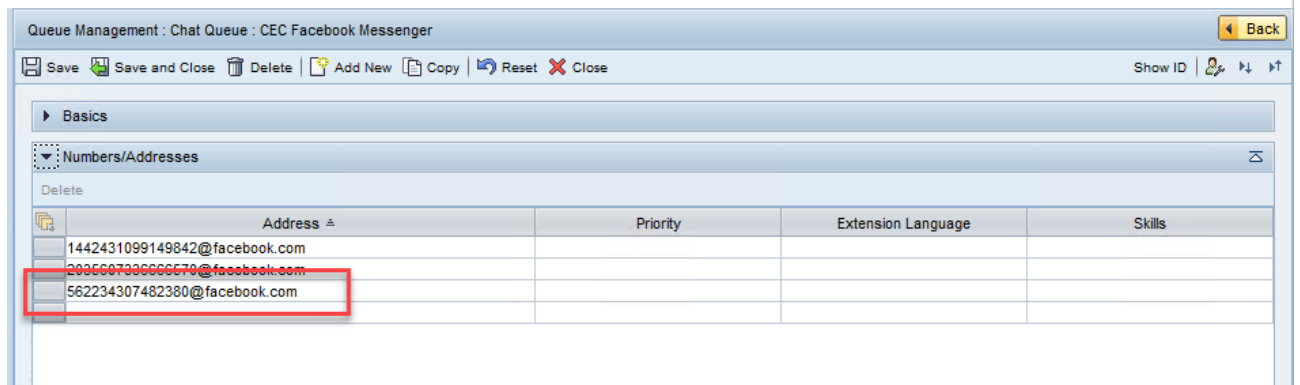 Queue Management : Chat Queue : CEC Facebook Messenger
Back
Save Save and Close Delete Add New Copy Reset Close Show ID
Basics
Numbers/Addresses
Delete
Address Priority Extension Language Skills
1442431099149842@facebook.com
562234307482380@facebook.com